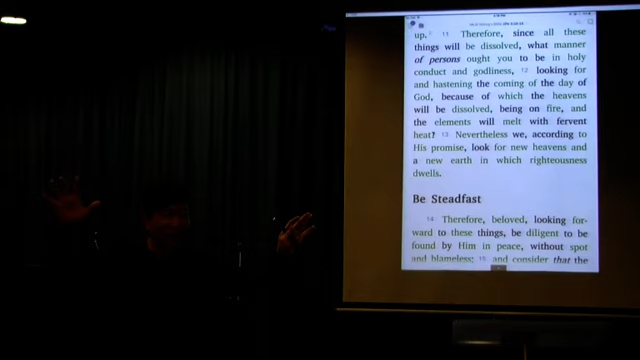 up. 11 Therefore, since all these
things will be dissolved, what manner
of persons ought you to be in holy
conduct and godliness, 12 looking for
and hastening the coming of the day of
God, because of which the heavens
will be dissolved, being on fire, and
the elements will melt with fervent
heat? 13 Nevertheless we, according to
His promise, look for new heavens and
a new earth in which righteousness
dwells.
Be Steadfast
14 Therefore, beloved, looking for-
ward to these things, be diligent to be
found by Him in peace, without spot
and blameless; 15 and consider that the